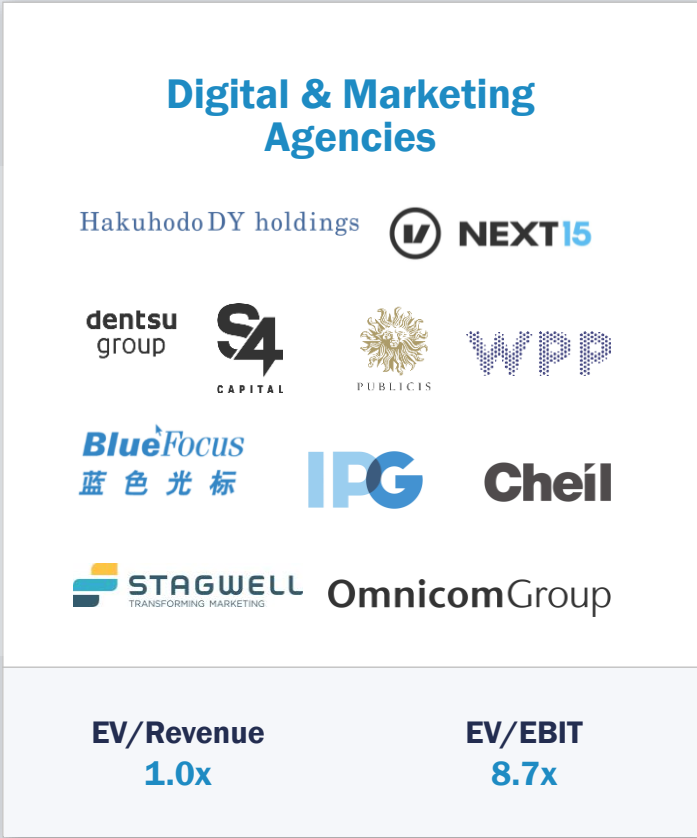 Digital & Marketing
Agencies
Hakuhodo DY holdings
NEXT15
dentsu
group
S4
CAPITAL
PUBLICIS
WPP
BlueFocus
蓝色光标
IPG
Cheil
STAGWELL
TRANSFORMING MARKETING
OmnicomGroup
EV/Revenue
1.0x
EV/EBIT
8.7x